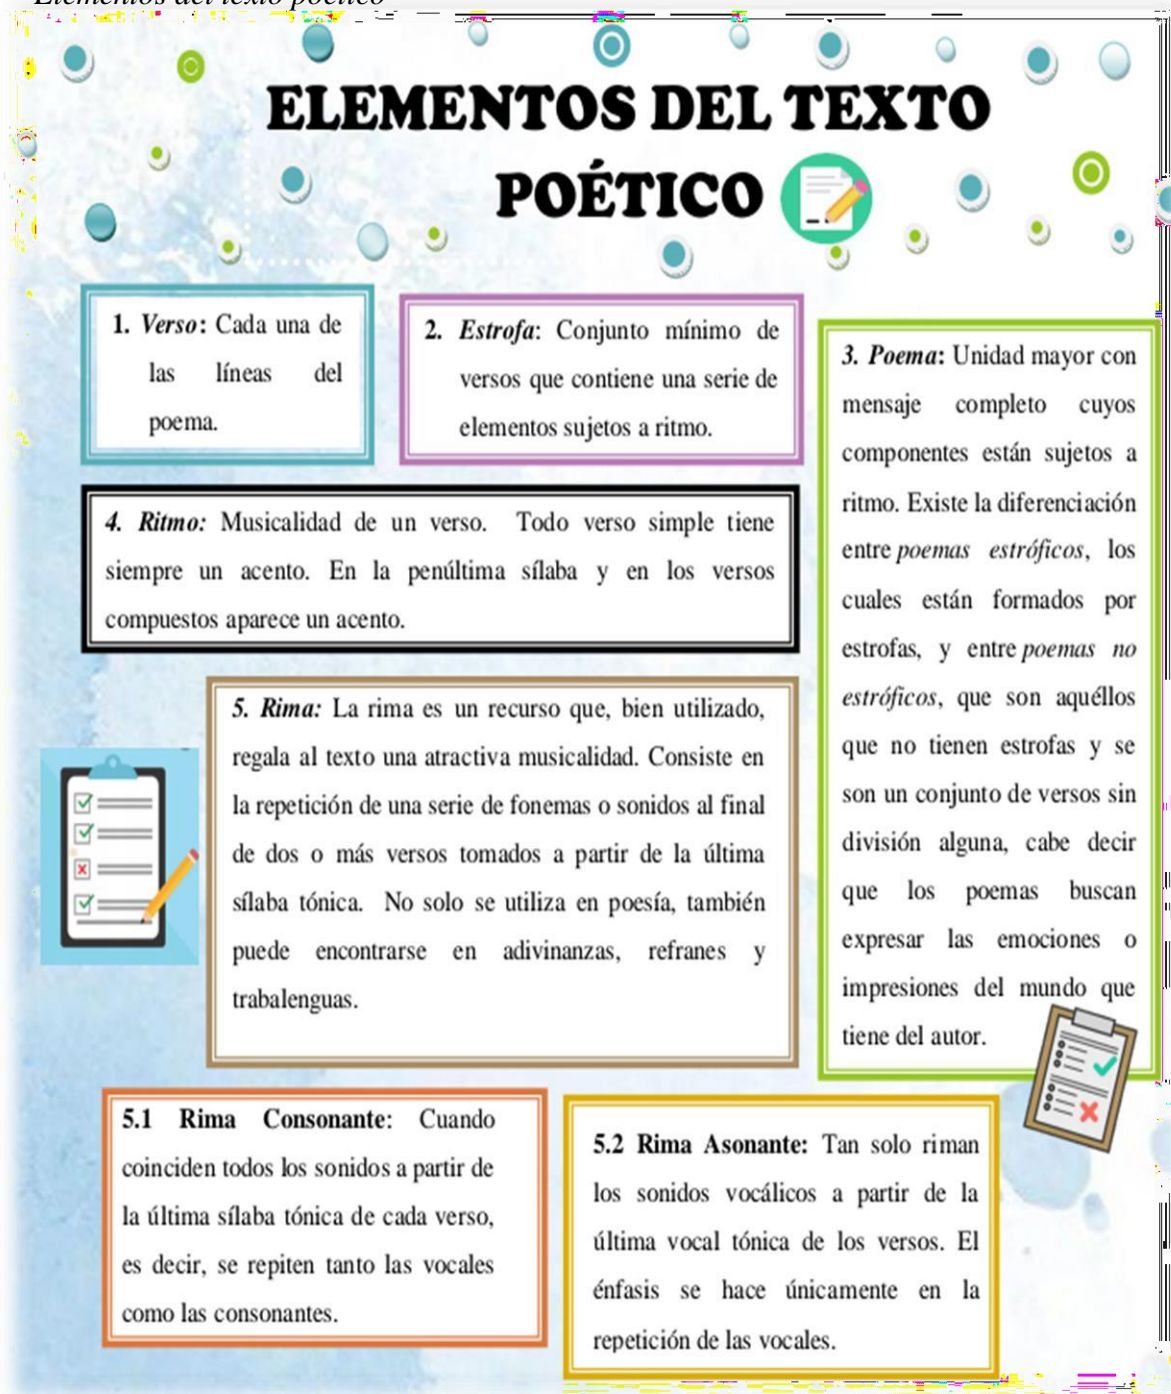 Elementos del texto poético
ELEMENTOS DEL TEXTO
POÉTICO
1. Verso: Cada una de
las líneas del
poema.
2. Estrofa: Conjunto mínimo de
versos que contiene una serie de
elementos sujetos a ritmo.
3. Poema: Unidad mayor con
mensaje completo cuyos
componentes están sujetos a
ritmo. Existe la diferenciación
entre poemas estróficos, los
cuales están formados por
estrofas, y entre poemas no
estróficos, que son aquéllos
que no tienen estrofas y se
son un conjunto de versos sin
división alguna, cabe decir
que los poemas buscan
expresar las emociones o
impresiones del mundo que
tiene del autor.
4. Ritmo: Musicalidad de un verso. Todo verso simple tiene
siempre un acento. En la penúltima sílaba y en los versos
compuestos aparece un acento.
5. Rima: La rima es un recurso que, bien utilizado,
regala al texto una atractiva musicalidad. Consiste en
la repetición de una serie de fonemas o sonidos al final
de dos o más versos tomados a partir de la última
sílaba tónica. No solo se utiliza en poesía, también
puede encontrarse en adivinanzas, refranes y
trabalenguas.
5.1 Rima Consonante: Cuando
coinciden todos los sonidos a partir de
la última sílaba tónica de cada verso,
es decir, se repiten tanto las vocales
como las consonantes.
5.2 Rima Asonante: Tan solo riman
los sonidos vocálicos a partir de la
última vocal tónica de los versos. El
énfasis se hace únicamente en la
repetición de las vocales.